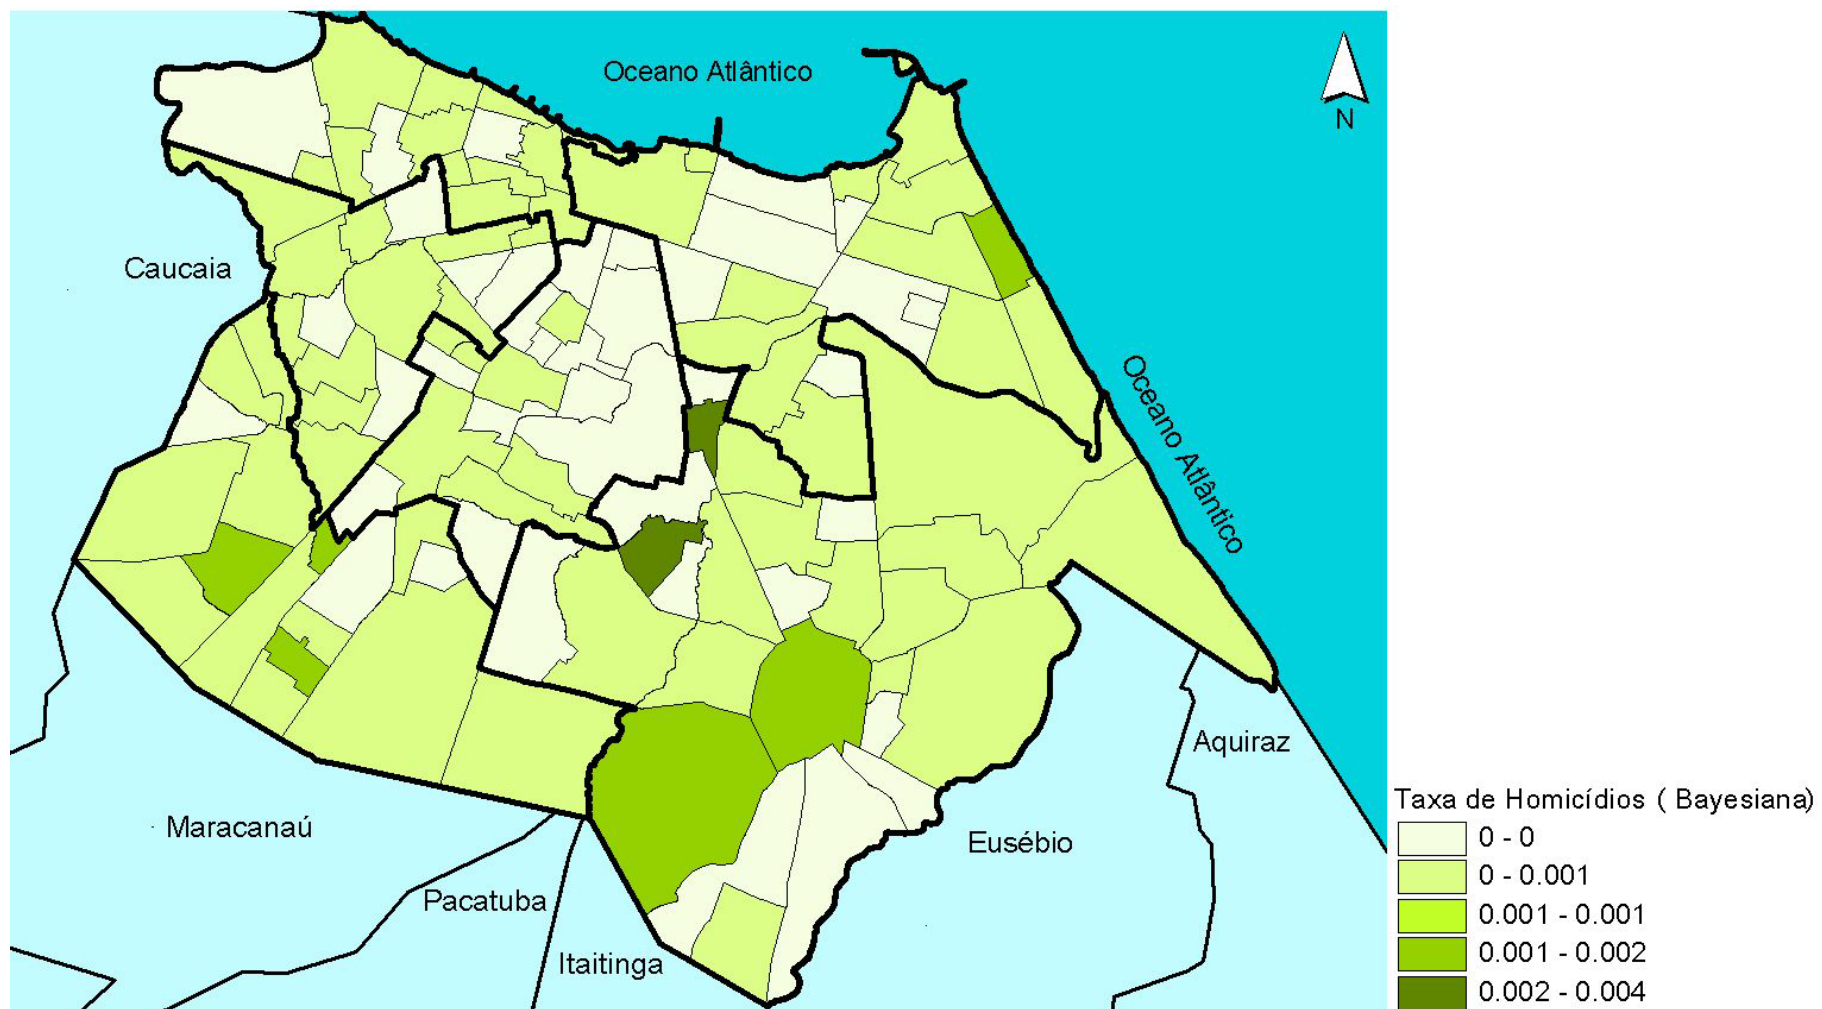 Oceano Atlântico
N
Caucaia
Oceano Atlântico
Aquiraz
Maracanaú
Eusébio
Pacatuba
Itaitinga
Taxa de Homicídios ( Bayesiana)
0 - 0
0 - 0.001
0.001 - 0.001
0.001 - 0.002
0.002 - 0.004